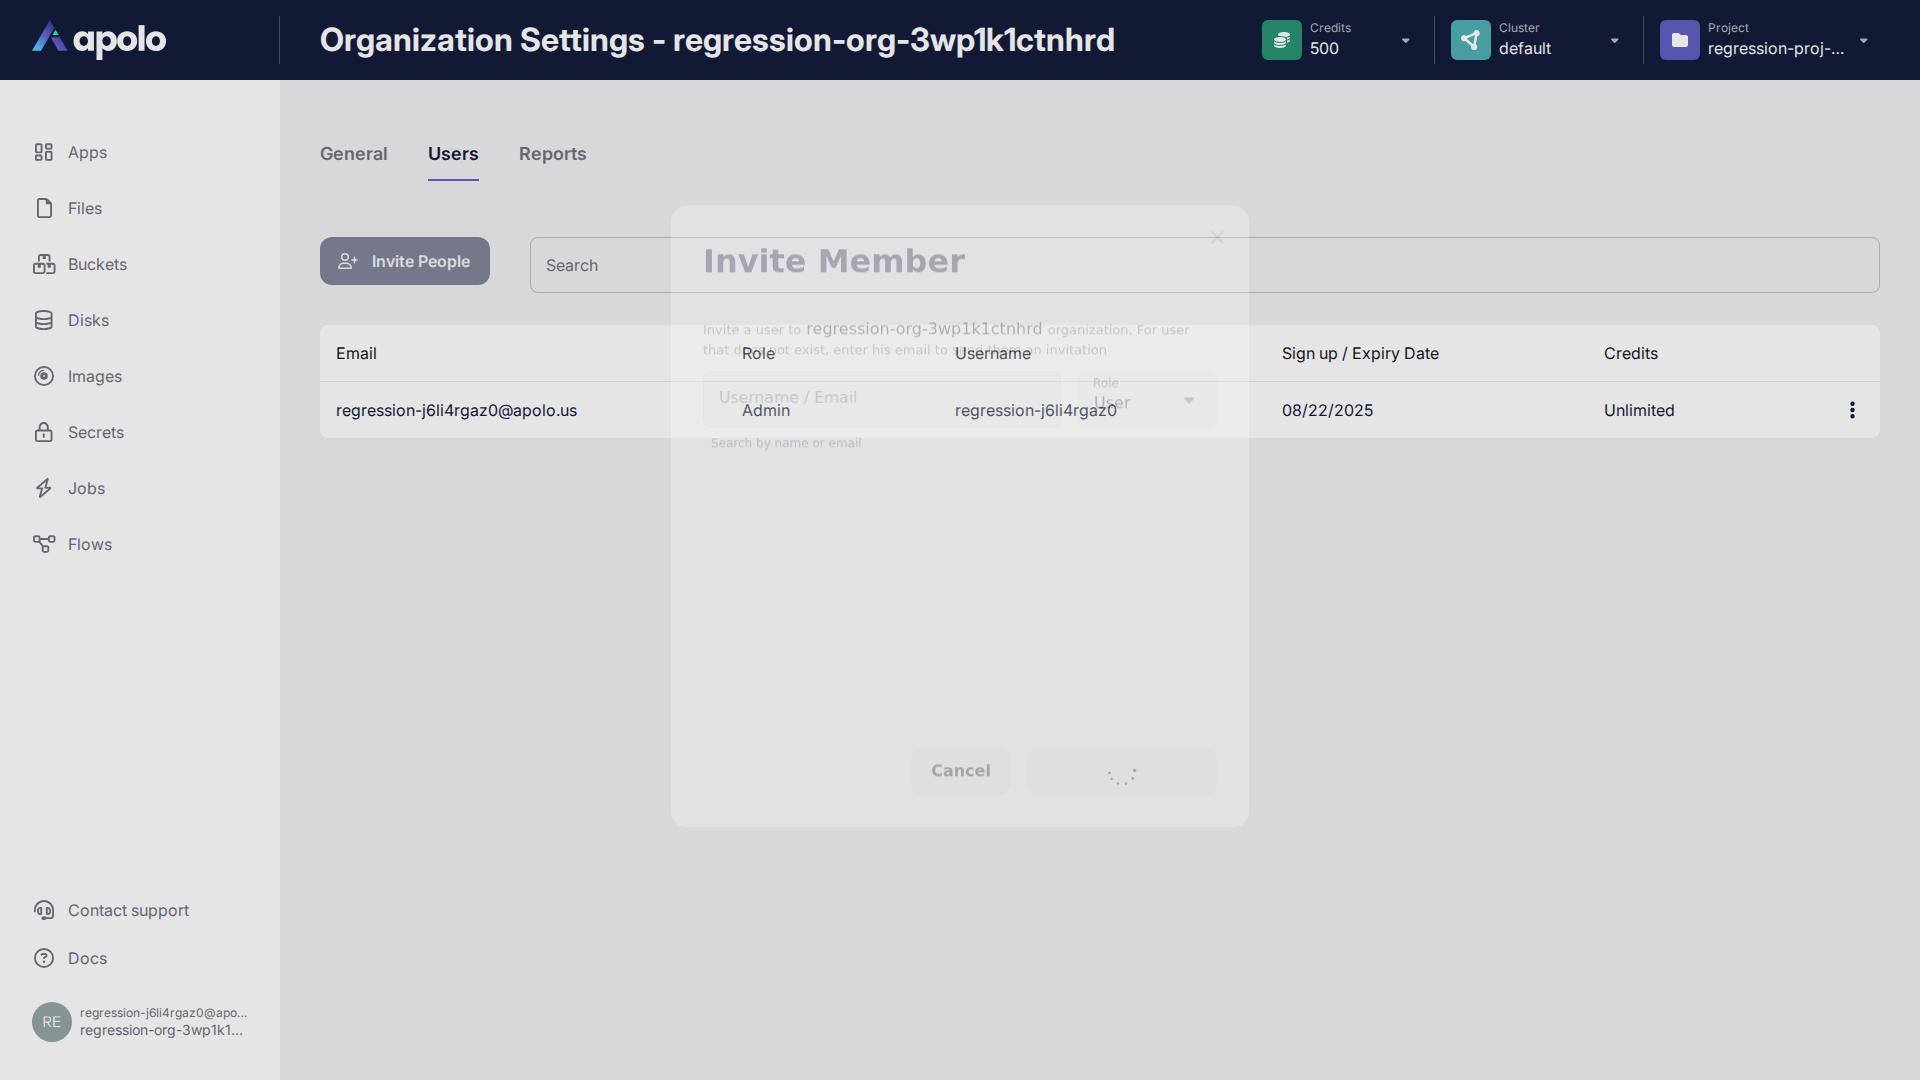 apolo
Organization Settings - regression-org-3wp1k1ctnhrd
Credits
500
Cluster
default
Project
regression-proj-...
Apps
Files
Buckets
Disks
Images
Secrets
Jobs
Flows
Contact support
Docs
RE
regression-j6li4rgaz0@apo...
regression-org-3wp1k1...
General
Users
Reports
Invite People
Search
Email
Role
Username
Sign up / Expiry Date
Credits
regression-j6li4rgaz0@apolo.us
Admin
regression-j6li4rgaz0
08/22/2025
Unlimited
Invite Member
Invite a user to regression-org-3wp1k1ctnhrd organization. For user
that does not exist, enter his email to send them an invitation
Username / Email
Role
User
Search by name or email
Cancel